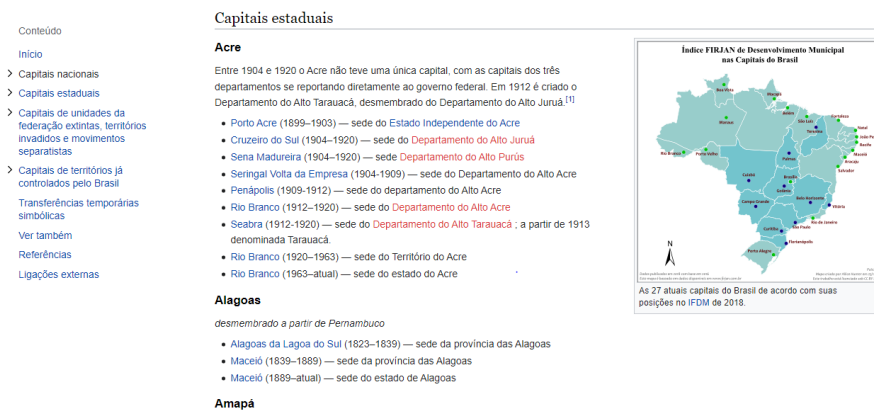 Conteúdo
Início
Capitais nacionais
Capitais estaduais
Capitais de unidades da
federação extintas, territórios
invadidos e movimentos
separatistas
Capitais de territórios já
controlados pelo Brasil
Transferências temporárias
simbólicas
Ver também
Referências
Ligações externas
Capitais estaduais
Acre
Entre 1904 e 1920 o Acre não teve uma única capital, com as capitais dos três
departamentos se reportando diretamente ao governo federal. Em 1912 é criado o
Departamento do Alto Tarauacá, desmembrado do Departamento do Alto Juruá.[1]
Porto Acre (1899–1903) — sede do Estado Independente do Acre
Cruzeiro do Sul (1904–1920) — sede do Departamento do Alto Juruá
Sena Madureira (1904–1920) — sede do Departamento do Alto Purús
Seringal Volta da Empresa (1904-1909) — sede do Departamento do Alto Acre
Penápolis (1909-1912) — sede do departamento do Alto Acre
Rio Branco (1912–1920) — sede do Departamento do Alto Acre
Seabra (1912-1920) — sede do Departamento do Alto Tarauacá ; a partir de 1913
denominada Tarauacá.
Rio Branco (1920–1963) — sede do Território do Acre
Rio Branco (1963–atual) — sede do estado do Acre
Alagoas
desmembrado a partir de Pernambuco
Alagoas da Lagoa do Sul (1823–1839) — sede da província das Alagoas
Maceió (1839–1889) — sede da província das Alagoas
Maceió (1889–atual) — sede do estado de Alagoas
Amapá
Índice FIRJAN de Desenvolvimento Municipal
nas Capitais do Brasil
Boa Vista
Macapá
Belém
Manaus
São Luís
Fortaleza
Teresina
Natal
João Pe
Recife
Maceió
Aracaju
Salvador
Rio Branco
Porto Velho
Palmas
Cuiabá
Brasília
Goiânia
Campo Grande
Belo Horizonte
Vitória
Rio de Janeiro
São Paulo
Curitiba
Florianópolis
Porto Alegre
N
As 27 atuais capitais do Brasil de acordo com suas
posições no IFDM de 2018.